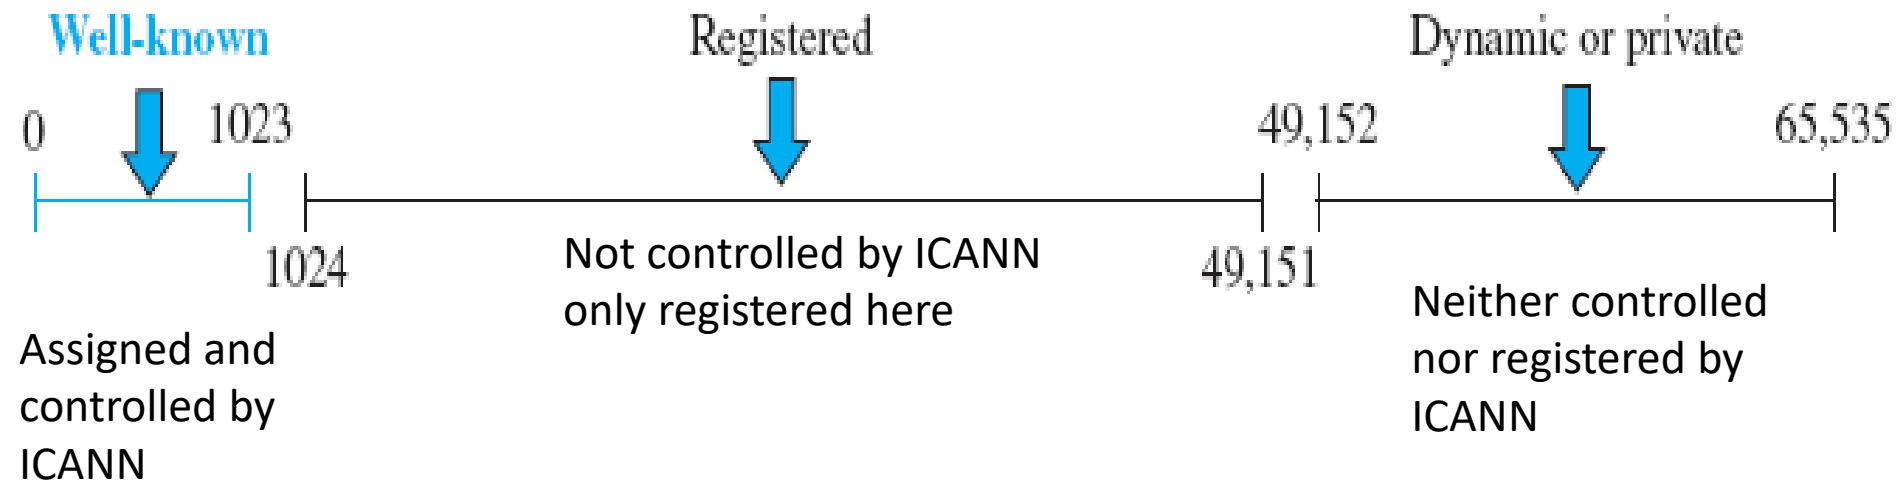 Well-known
Registered
Dynamic or private
0
1023
49,152
65,535
1024
49,151
Not controlled by ICANN
only registered here
Neither controlled
nor registered by
ICANN
Assigned and
controlled by
ICANN